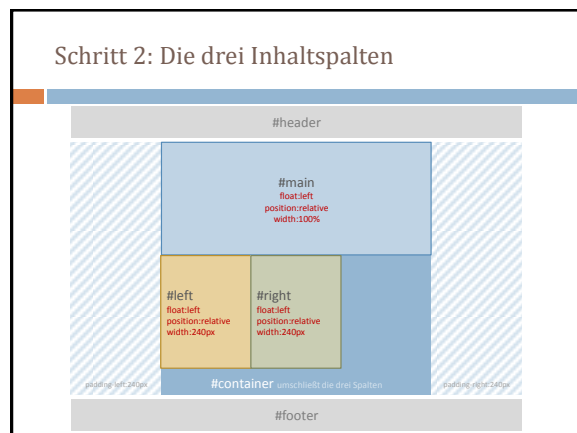 Schritt 2: Die drei Inhaltspalten
#header
#main
float:left
position:relative
width:100%
#left
float:left
position:relative
width:240px
#right
float:left
position:relative
width:240px
padding-left:240px
#container umschließt die drei Spalten
padding-right:240px
#footer